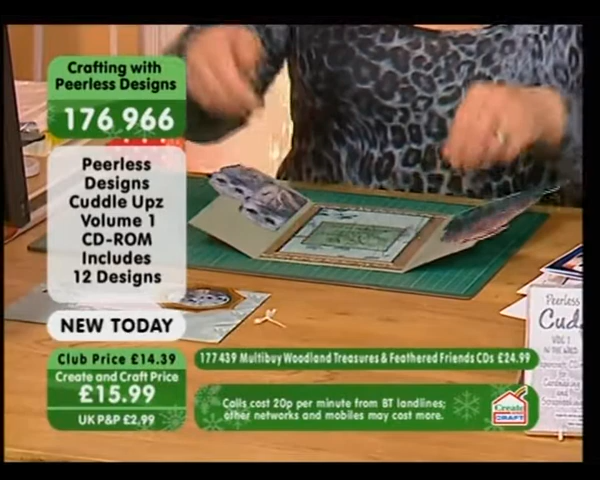 Crafting with
Peerless Designs
176 966
Peerless
Designs
Cuddle Upz
Volume 1
CD-ROM
Includes
12 Designs
NEW TODAY
Club Price £14.39
Create and Craft Price
£15.99
UK P&P £2.99
177 439 Multibuy Woodland Treasures & Feathered Friends CDs £24.99
Calls cost 20p per minute from BT landlines;
other networks and mobiles may cost more.
Create
and
CRAFT
Peerless
Cud